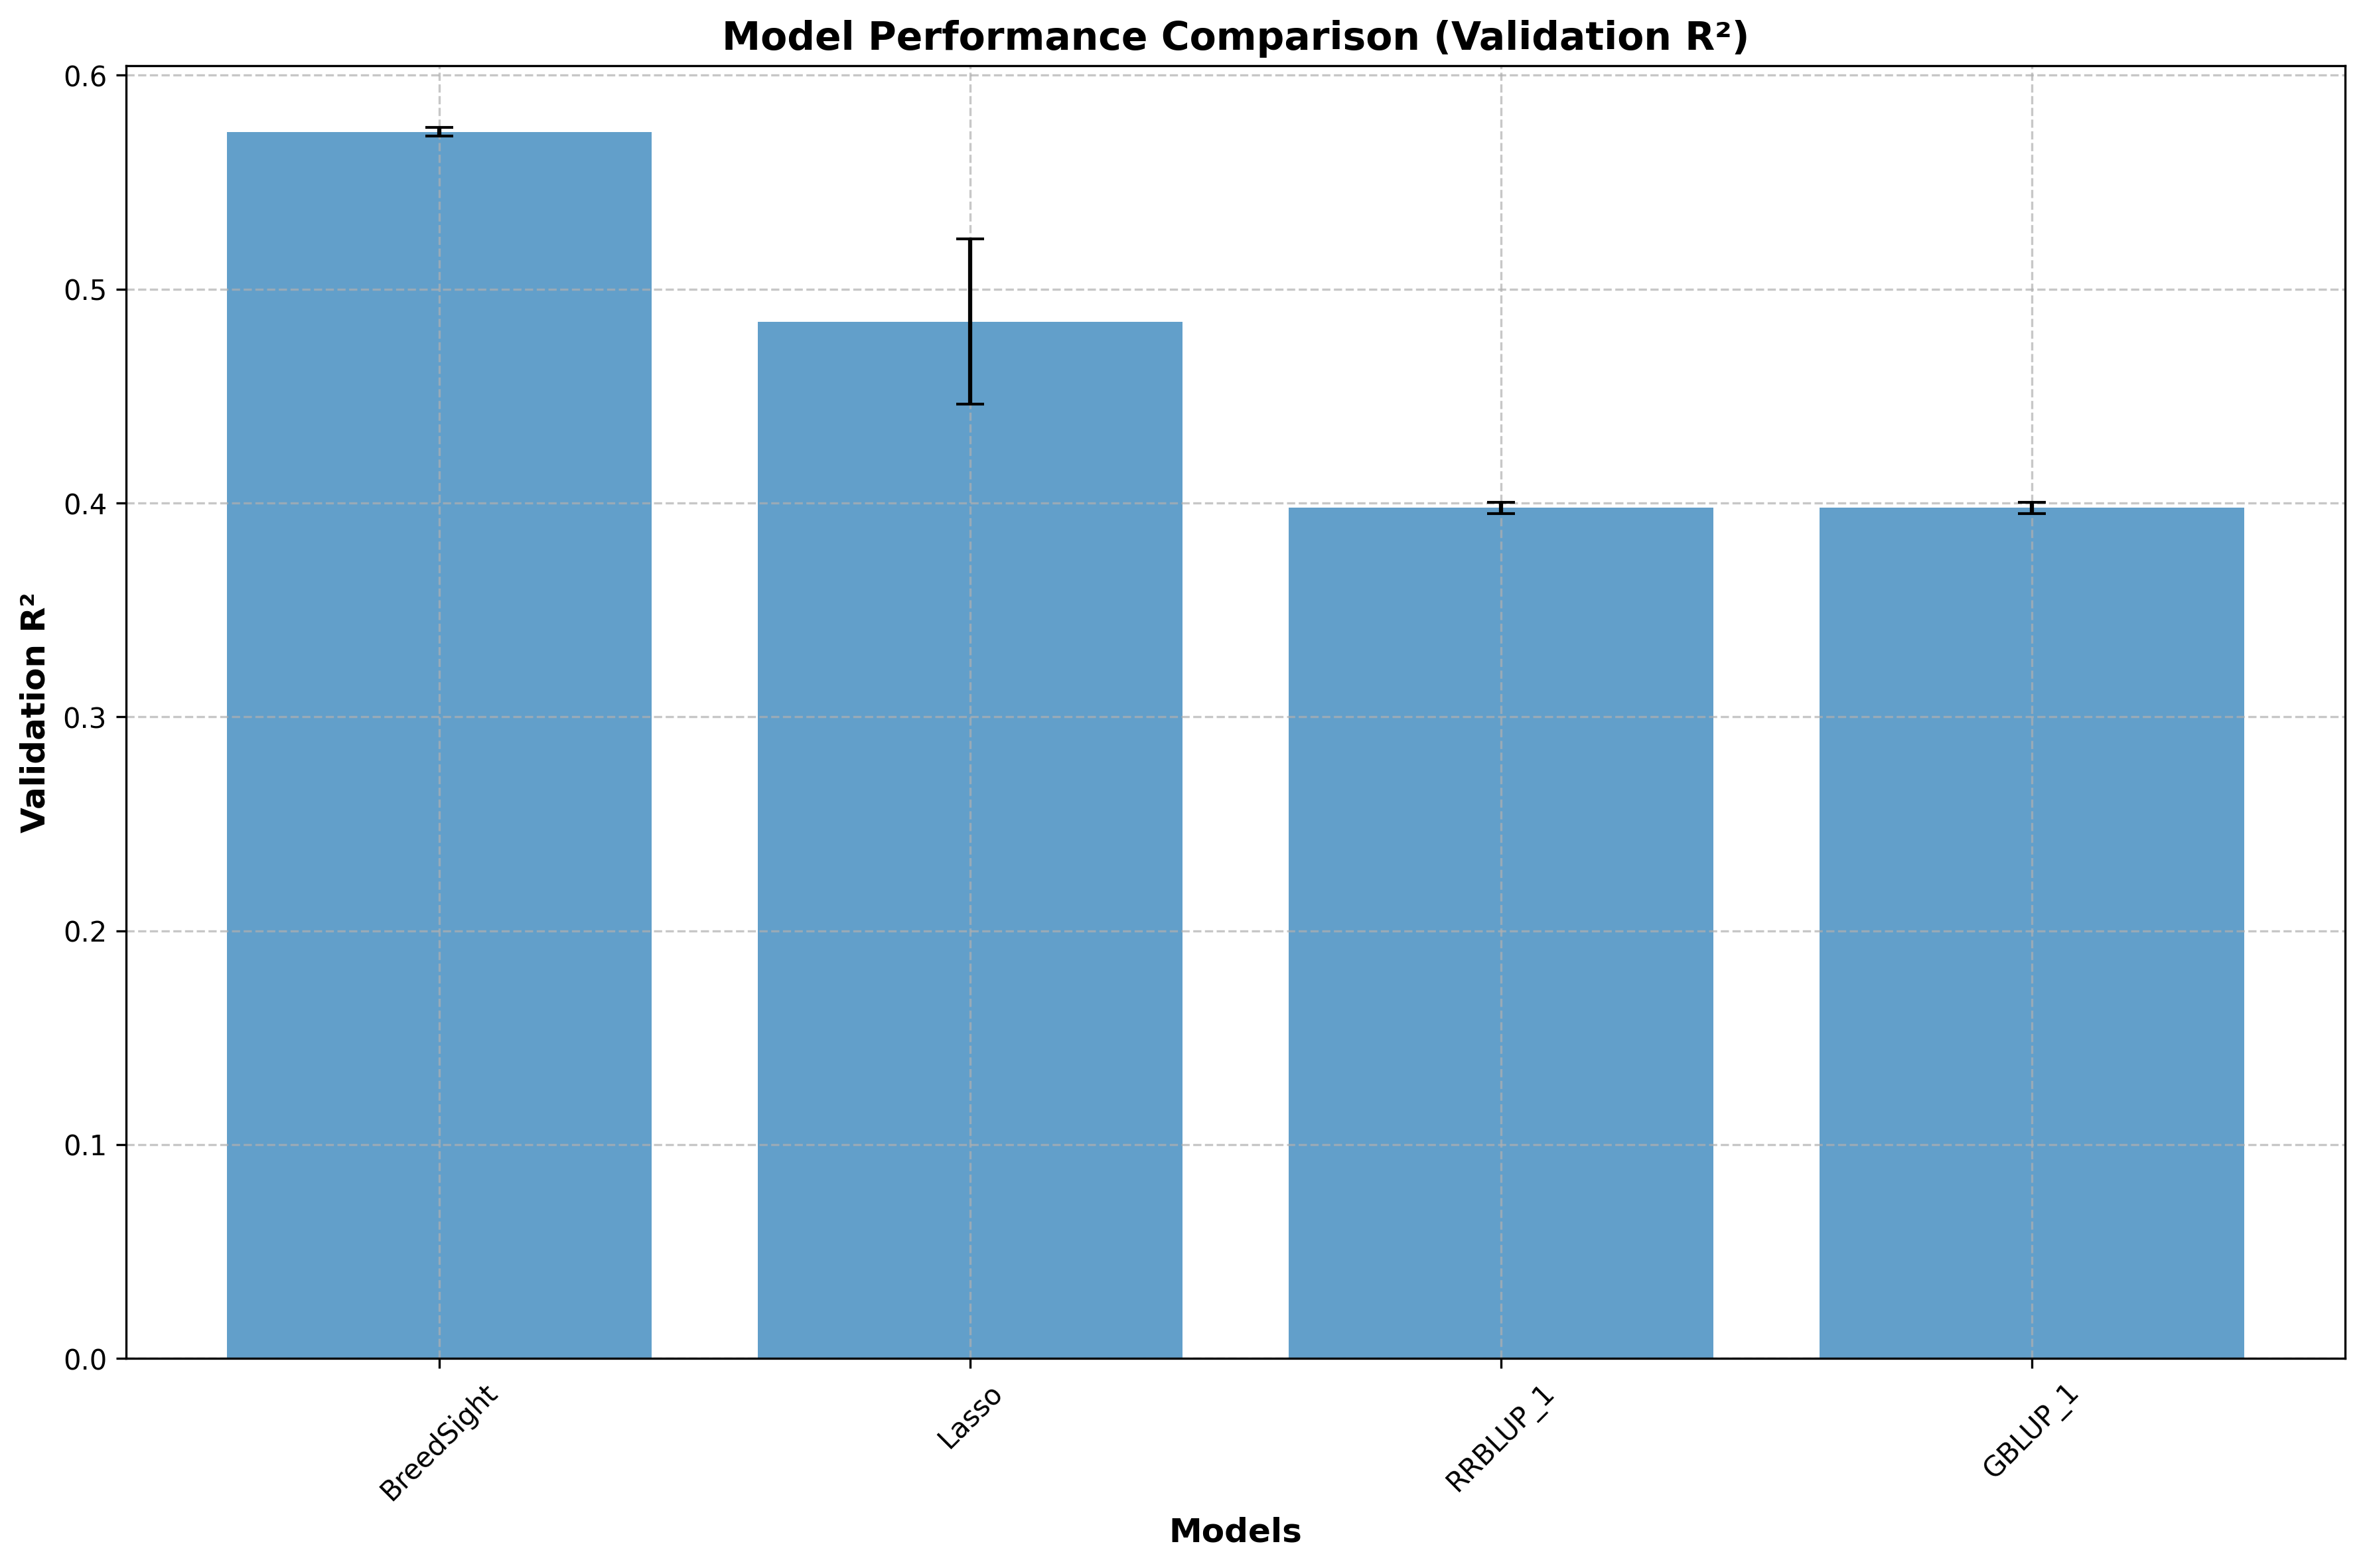 Model Performance Comparison (Validation R²)
Validation R²
0.6
0.5
0.4
0.3
0.2
0.1
0.0
BreedSight
Lasso
RRBLUP_1
GBLUP_1
Models